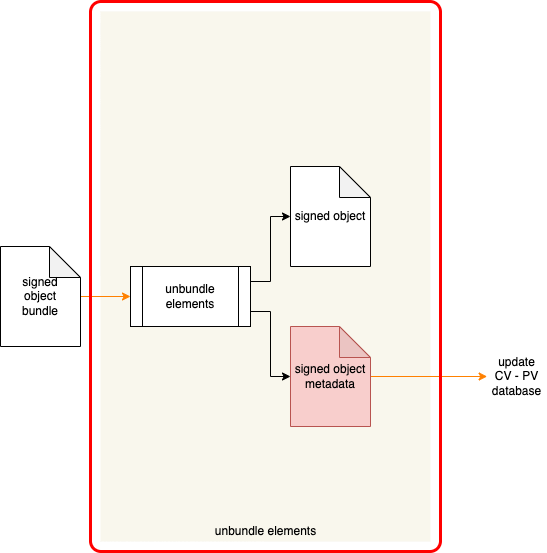 signed object
signed
object
bundle
unbundle
elements
signed object
metadata
update
CV - PV
database
unbundle elements